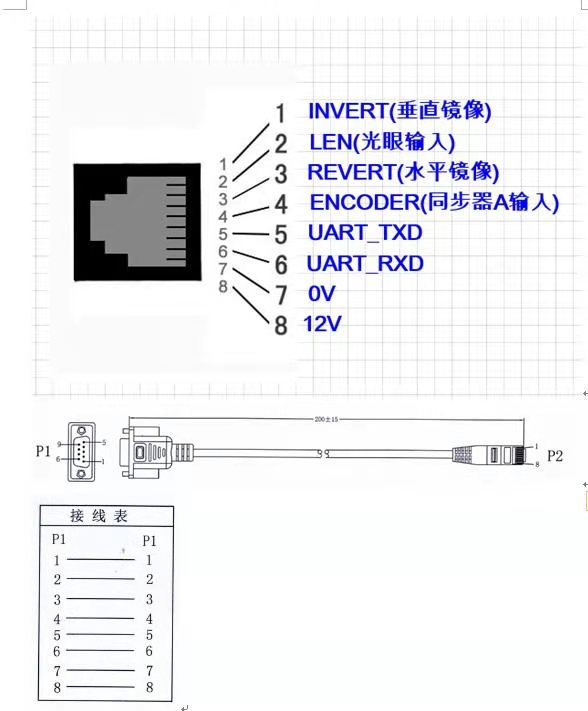 1 1 INVERT(垂直镜像)
2 2 LEN(光眼输入)
3 3 REVERT(水平镜像)
4 4 ENCODER(同步器A输入)
5 5 UART_TXD
6 6 UART_RXD
7 7 0V
8 8 12V
200±15
P1 9 5 1 P2
6 1 8
接线表
P1 P1
1 1
2 2
3 3
4 4
5 5
6 6
7 7
8 8